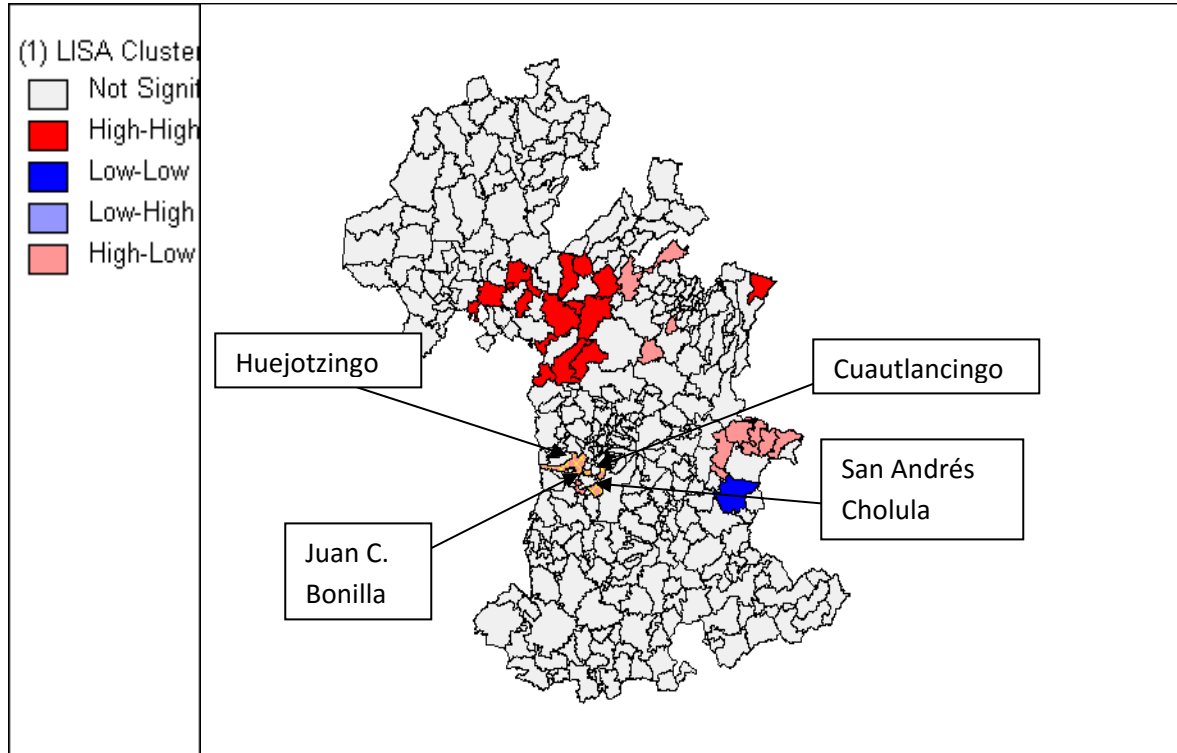 (1) LISA Cluster
Not Signif
High-High
Low-Low
Low-High
High-Low
Huejotzingo
Cuautlancingo
San Andrés
Cholula
Juan C.
Bonilla